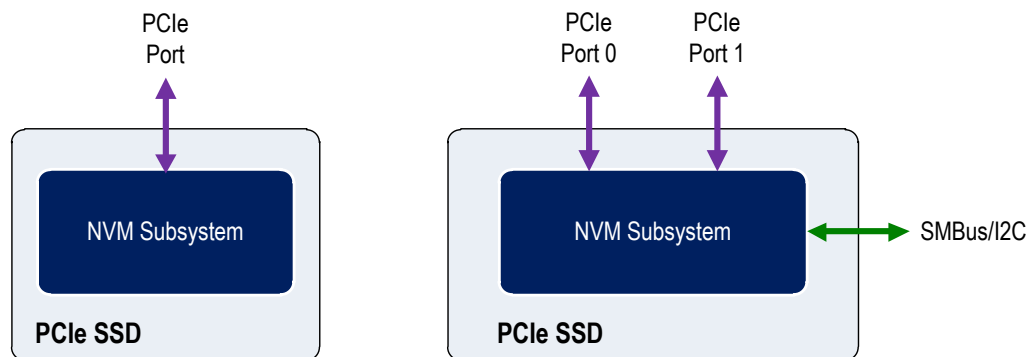 PCIe
Port
NVM Subsystem
PCIe SSD
PCIe
Port 0
PCIe
Port 1
NVM Subsystem
SMBus/I2C
PCIe SSD